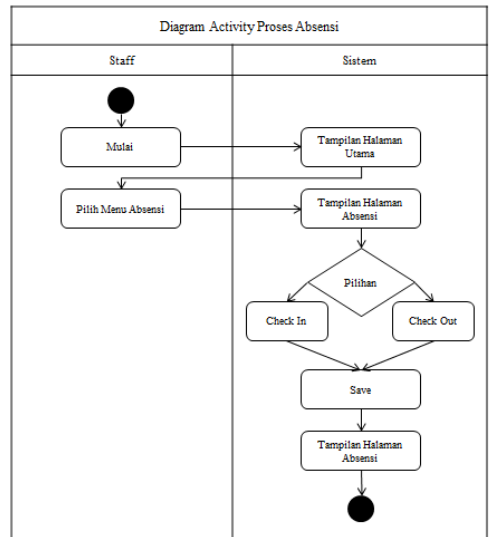 Diagram Activity Proses Absensi
Staff
Sistem
Mulai
Tampilan Halaman
Utama
Pilih Menu Absensi
Tampilan Halaman
Absensi
Pilihan
Check In
Check Out
Save
Tampilan Halaman
Absensi